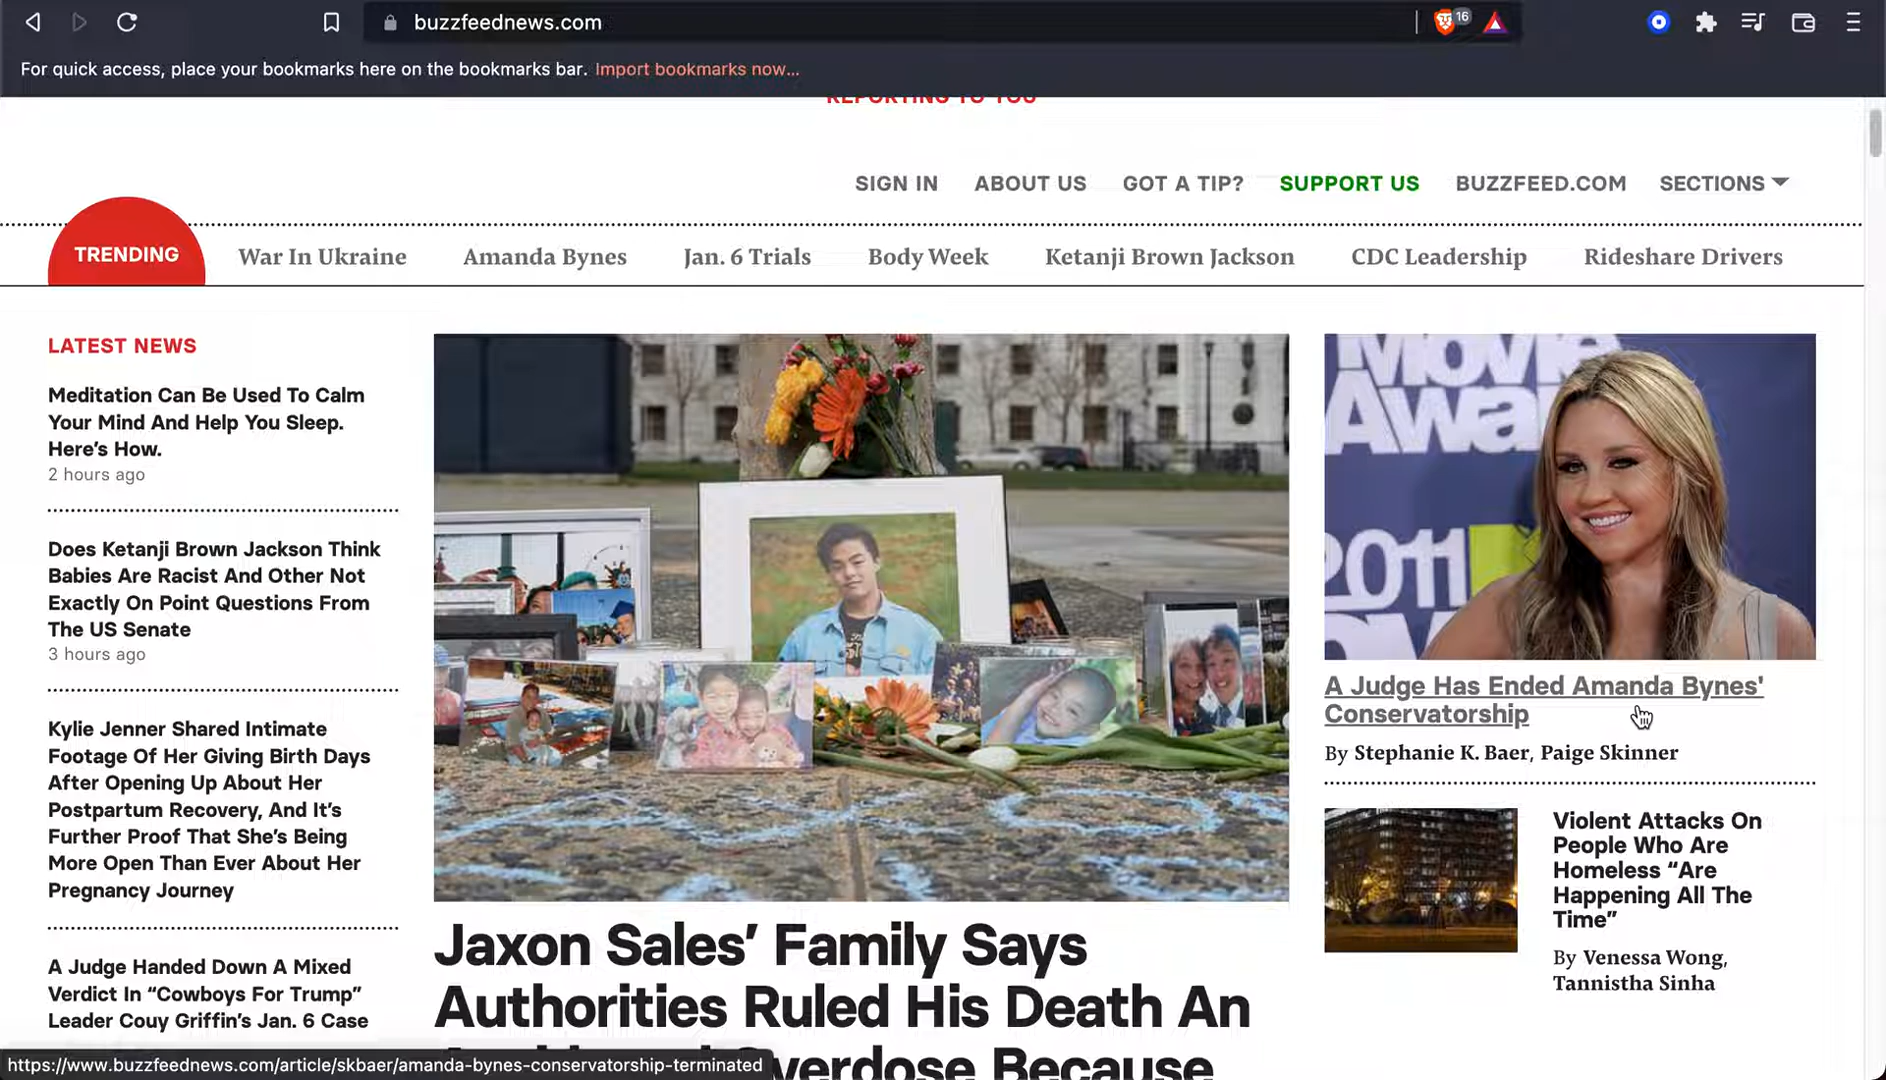 buzzfeednews.com
16
For quick access, place your bookmarks here on the bookmarks bar. Import bookmarks now...
REPORTING TO YOU
SIGN IN ABOUT US GOT A TIP? SUPPORT US BUZZFEED.COM SECTIONS
TRENDING War In Ukraine Amanda Bynes Jan. 6 Trials Body Week Ketanji Brown Jackson CDC Leadership Rideshare Drivers
LATEST NEWS
Meditation Can Be Used To Calm
Your Mind And Help You Sleep.
Here's How.
2 hours ago
Does Ketanji Brown Jackson Think
Babies Are Racist And Other Not
Exactly On Point Questions From
The US Senate
3 hours ago
Kylie Jenner Shared Intimate
Footage Of Her Giving Birth Days
After Opening Up About Her
Postpartum Recovery, And It's
Further Proof That She's Being
More Open Than Ever About Her
Pregnancy Journey
A Judge Handed Down A Mixed
Verdict In “Cowboys For Trump”
Leader Couy Griffin's Jan. 6 Case
Jaxon Sales’ Family Says
Authorities Ruled His Death An
Overdose Because
Movie
Awa
2011
A Judge Has Ended Amanda Bynes'
Conservatorship
By Stephanie K. Baer, Paige Skinner
Violent Attacks On
People Who Are
Homeless “Are
Happening All The
Time”
By Venessa Wong,
Tannistha Sinha
https://www.buzzfeednews.com/article/skbaer/amanda-bynes-conservatorship-terminated